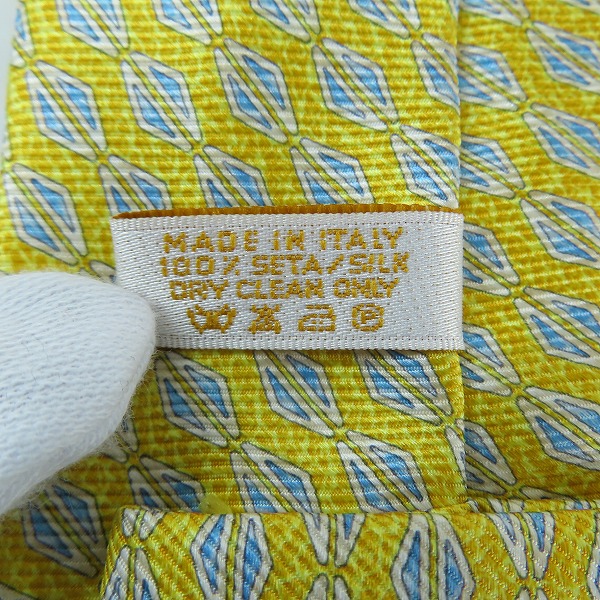 MADE IN ITALY
100% SETA/SILK
DRY CLEAN ONLY
P